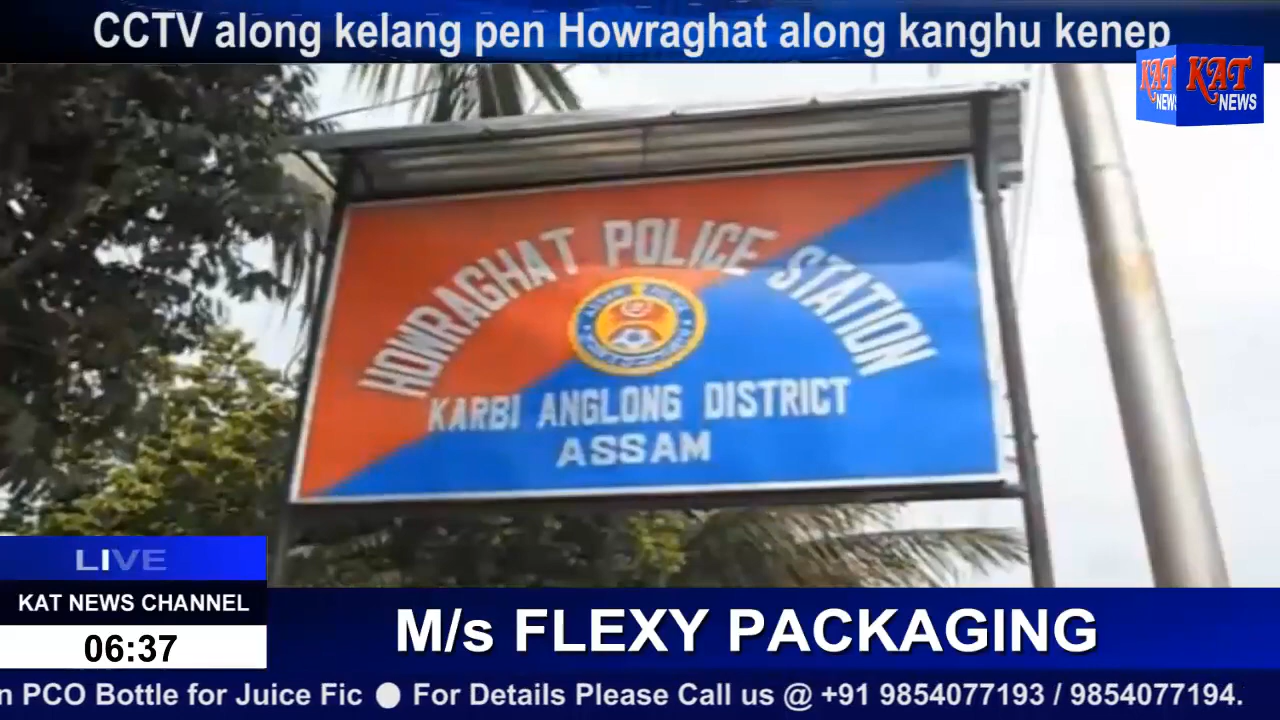 CCTV along kelang pen Howraghat along kanghu kenep
KAT NEWS
KAT NEWS
HOWRAGHAT POLICE STATION
KARBI ANGLONG DISTRICT
ASSAM
LIVE
KAT NEWS CHANNEL
06:37
M/s FLEXY PACKAGING
n PCO Bottle for Juice Fic ● For Details Please Call us @ +91 9854077193 / 9854077194.